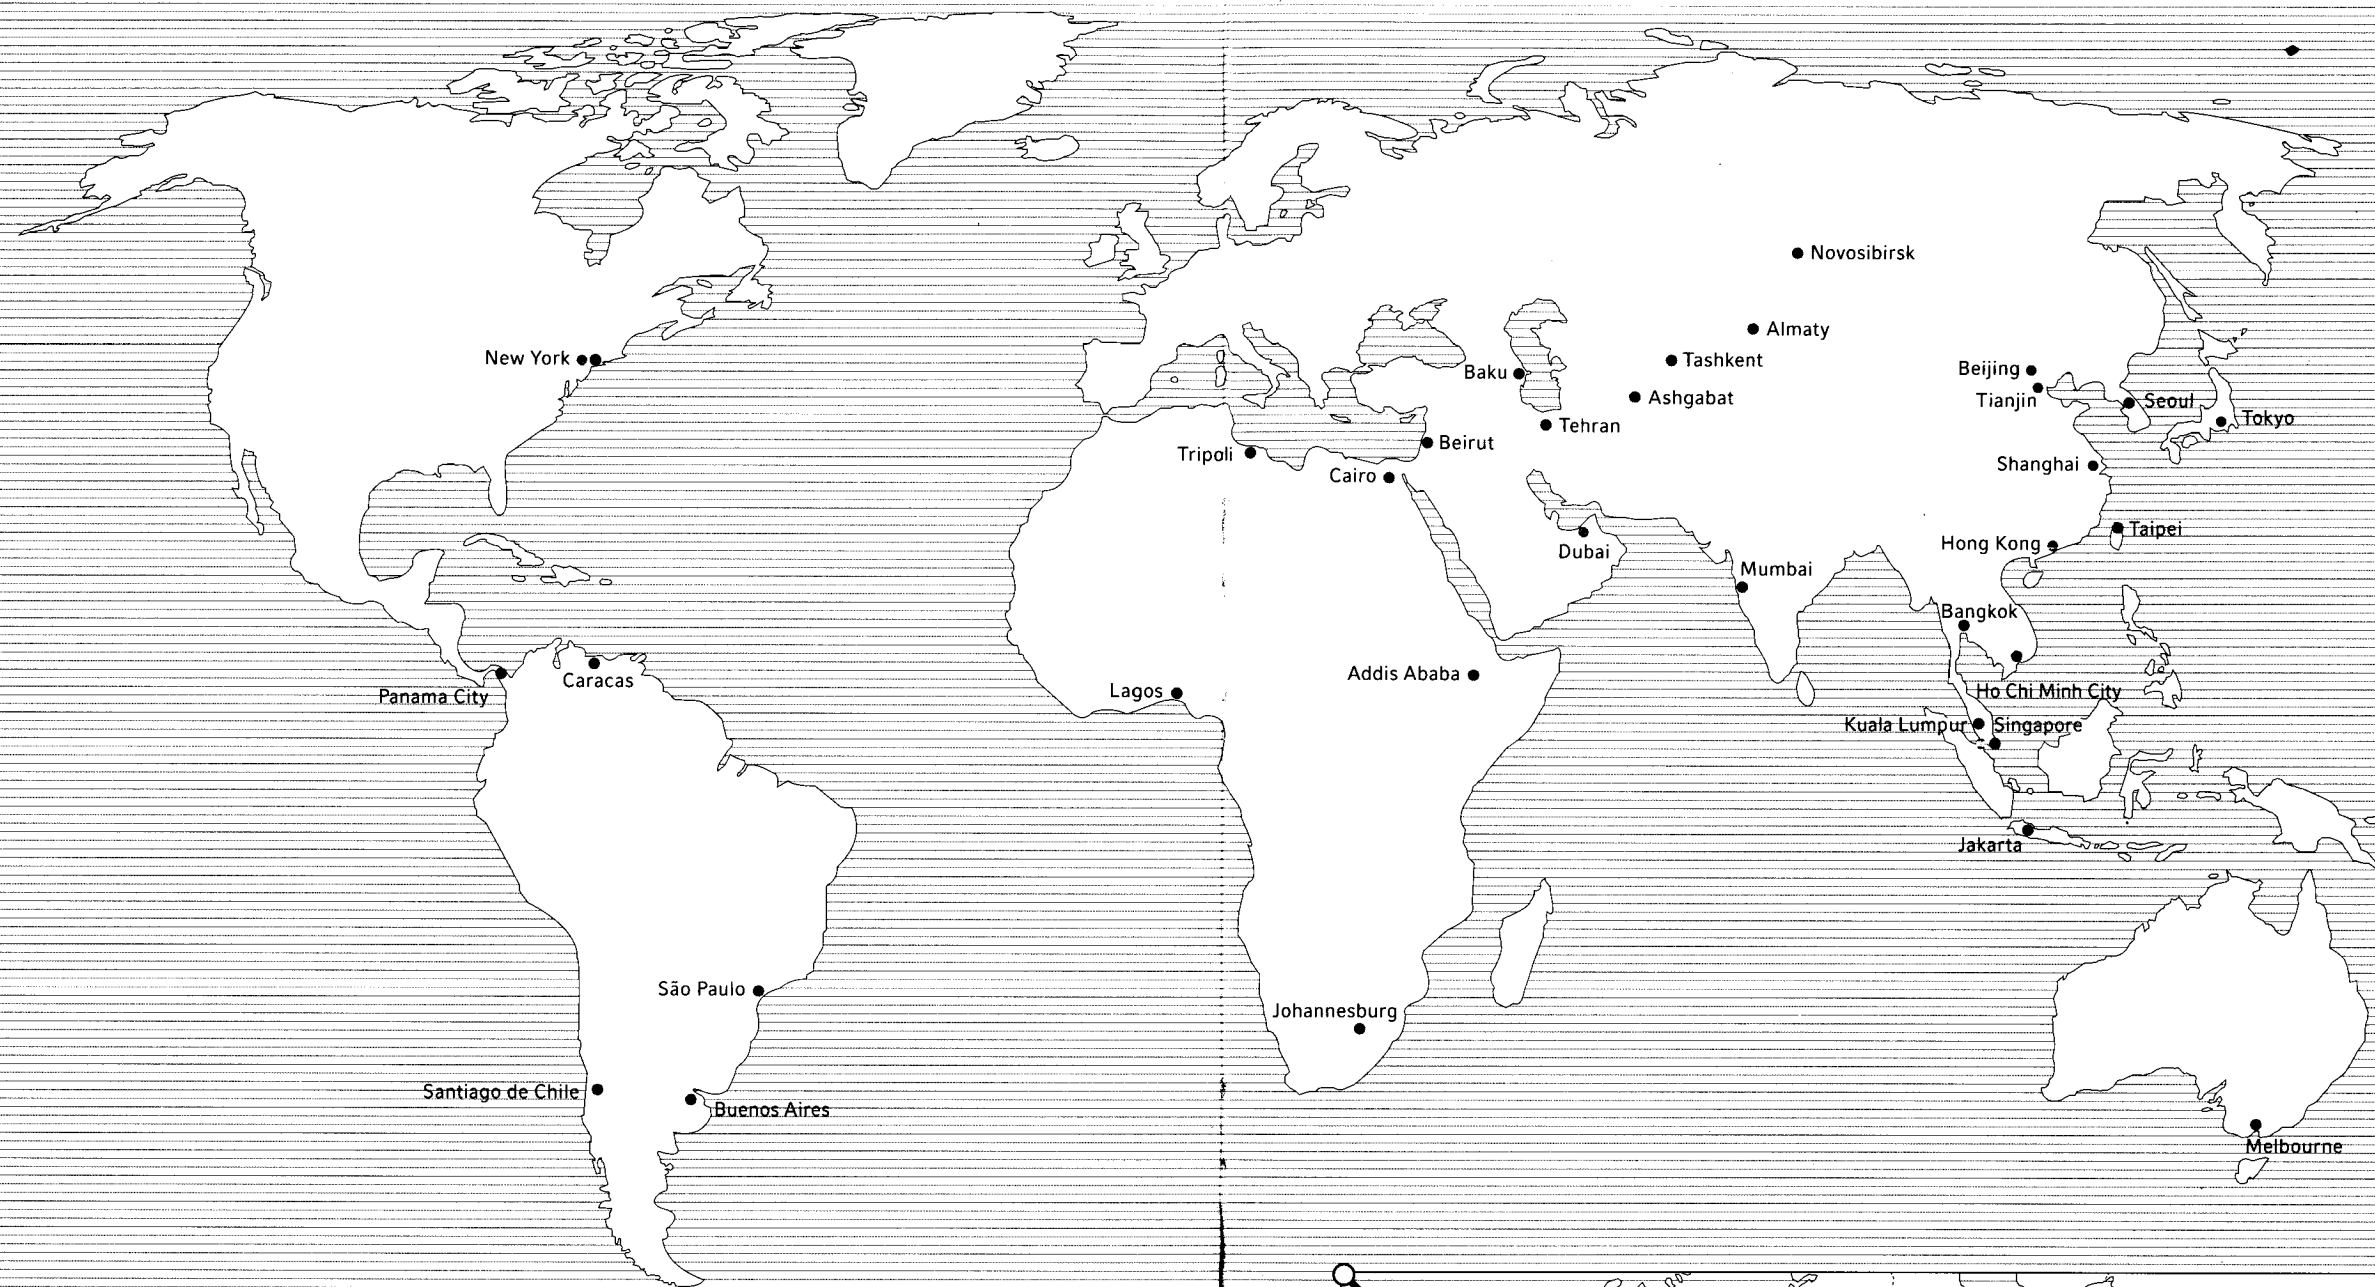 Novosibirsk
Almaty
New York
Tashkent
Beijing
Baku
Ashgabat
Tianjin
Seoul
Tokyo
Tehran
Beirut
Tripoli
Shanghai
Cairo
Taipei
Hong Kong
Dubai
Mumbai
Bangkok
Addis Ababa
Caracas
Lagos
Ho Chi Minh City
Panama City
Kuala Lumpur
Singapore
Jakarta
São Paulo
Johannesburg
Santiago de Chile
Buenos Aires
Melbourne